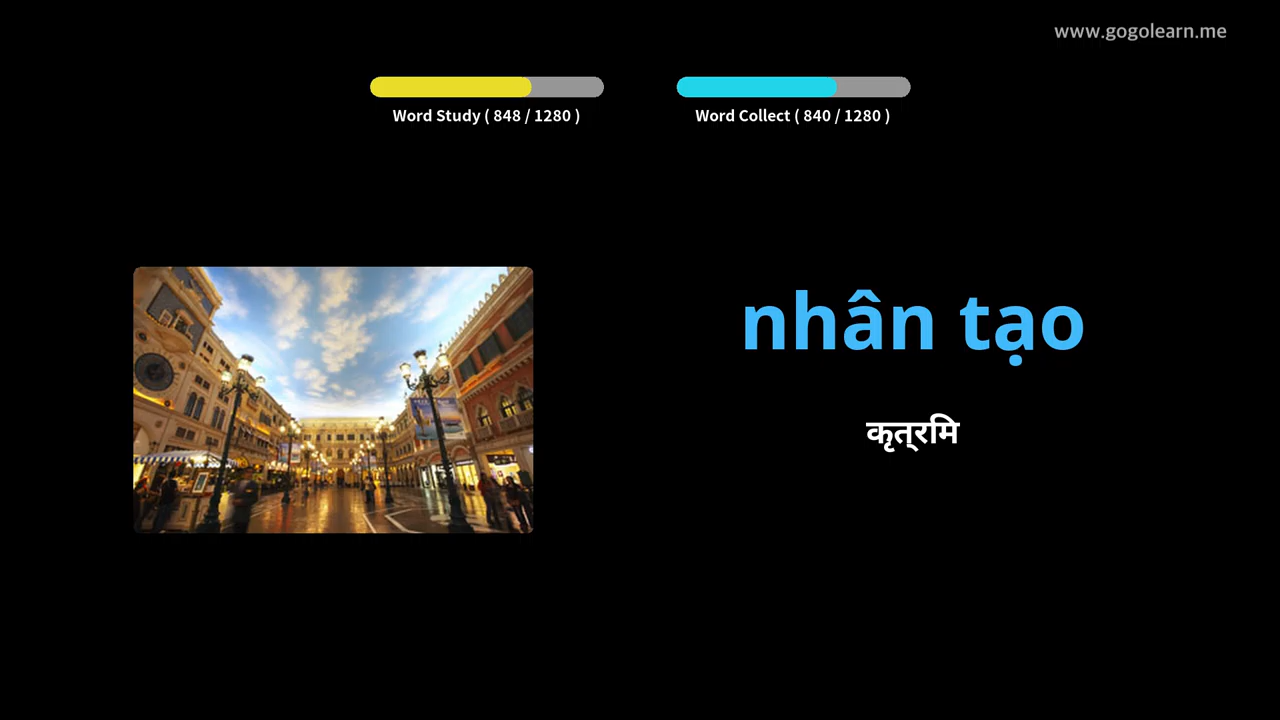 www.gogolearn.me
Word Study ( 848 / 1280 )
Word Collect ( 840 / 1280 )
nhân tạo
कृत्रिम